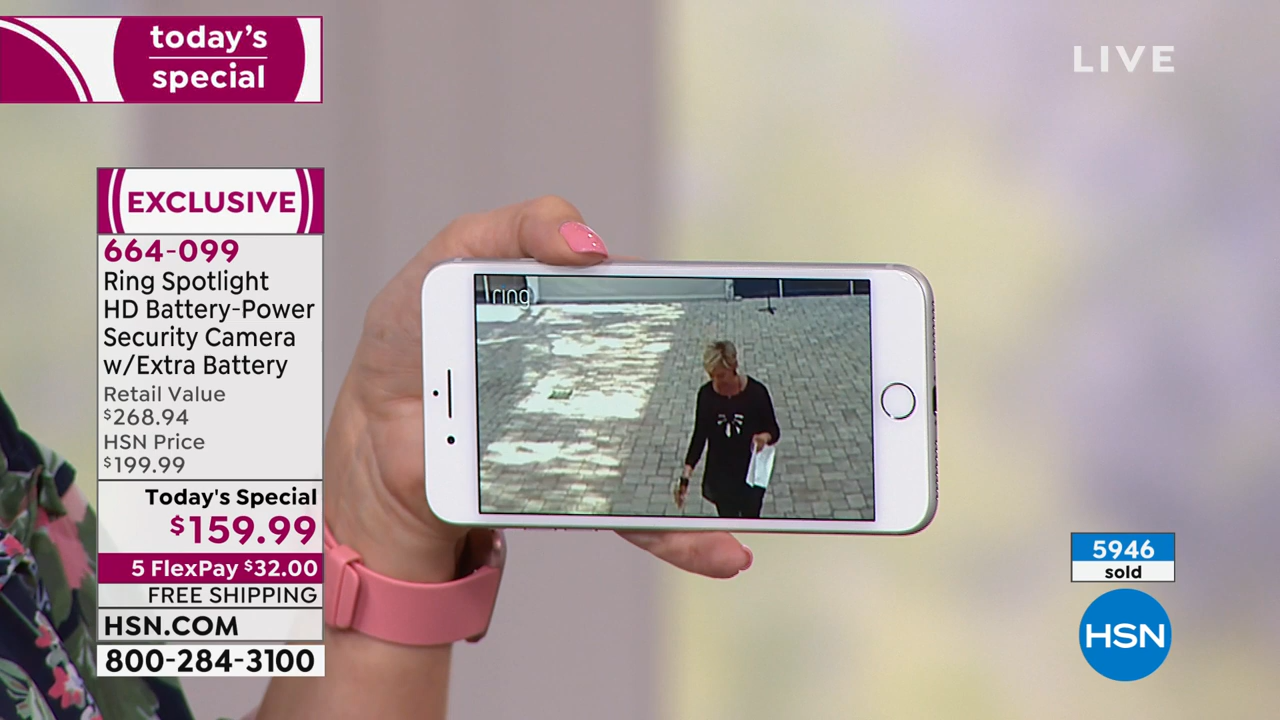 today's
special
LIVE
EXCLUSIVE
664-099
Ring Spotlight
HD Battery-Power
Security Camera
w/Extra Battery
Retail Value
$268.94
HSN Price
$199.99
Today's Special
$159.99
5 FlexPay $32.00
FREE SHIPPING
HSN.COM
800-284-3100
ring
5946
sold
HSN